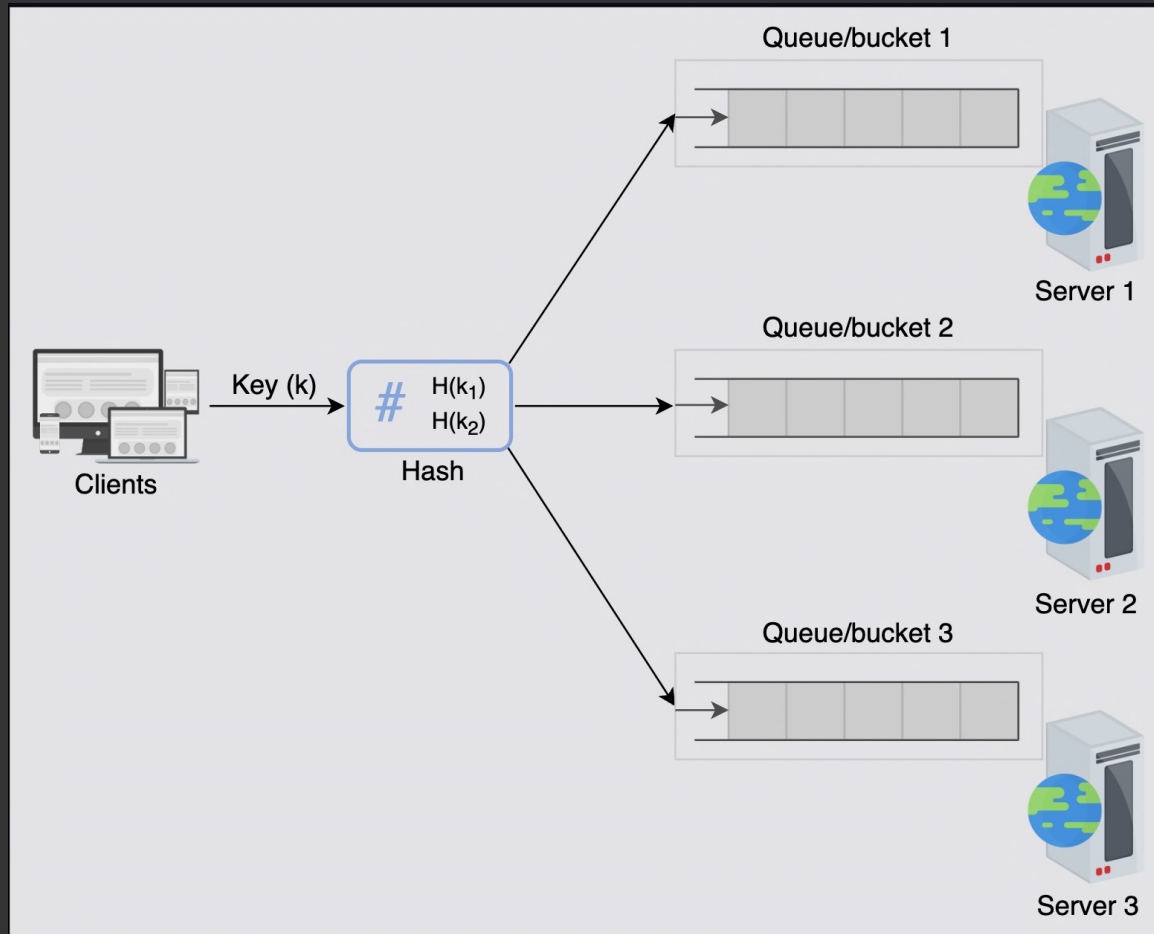 Queue/bucket 1
Server 1
Queue/bucket 2
Key (k)
#
H(k₁)
H(k₂)
Hash
Clients
Server 2
Queue/bucket 3
Server 3